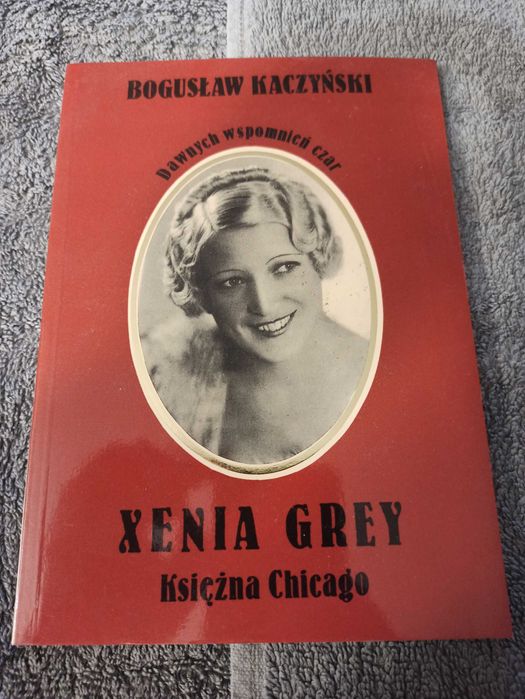 BOGUSŁAW KACZYŃSKI
Dawnych wspomnień czar
XENIA GREY
Księżna Chicago